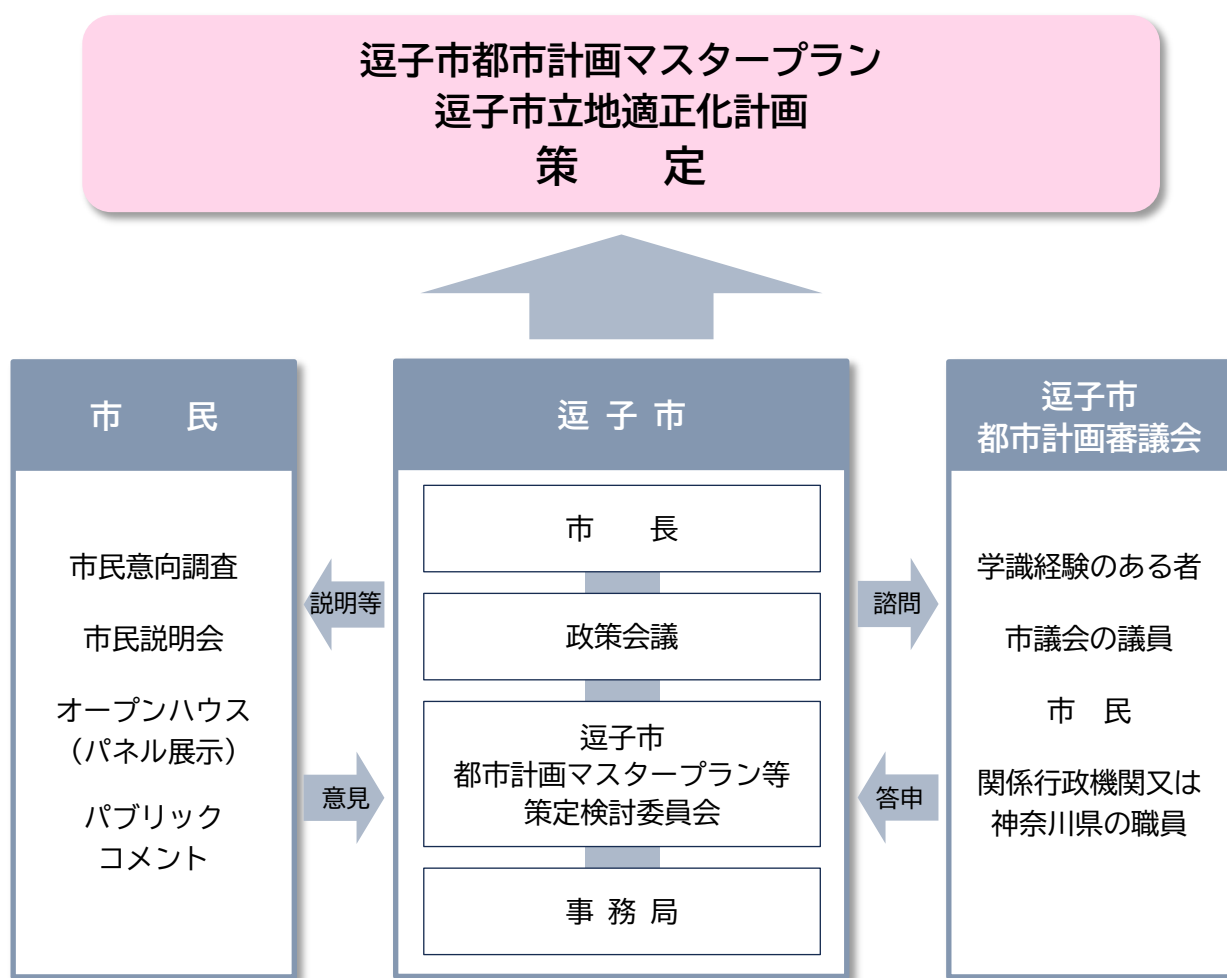 逗子市都市計画マスタープラン
逗子市立地適正化計画
策　　定
市　　民
市民意向調査
市民説明会
オープンハウス
（パネル展示）
パブリック
コメント
説明等
意見
逗 子 市
市　　長
政策会議
逗子市
都市計画マスタープラン等
策定検討委員会
事 務 局
諮問
答申
逗子市
都市計画審議会
学識経験のある者
市議会の議員
市　民
関係行政機関又は
神奈川県の職員